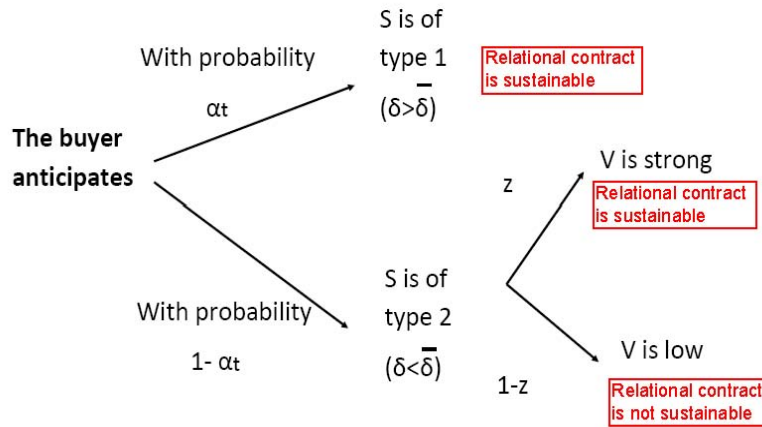 S is of
type 1
(δ>δ̅)
Relational contract
is sustainable
With probability
αt
The buyer
anticipates
V is strong
Relational contract
is sustainable
z
S is of
type 2
(δ<δ̅)
With probability
1- αt
V is low
Relational contract
is not sustainable
1-z